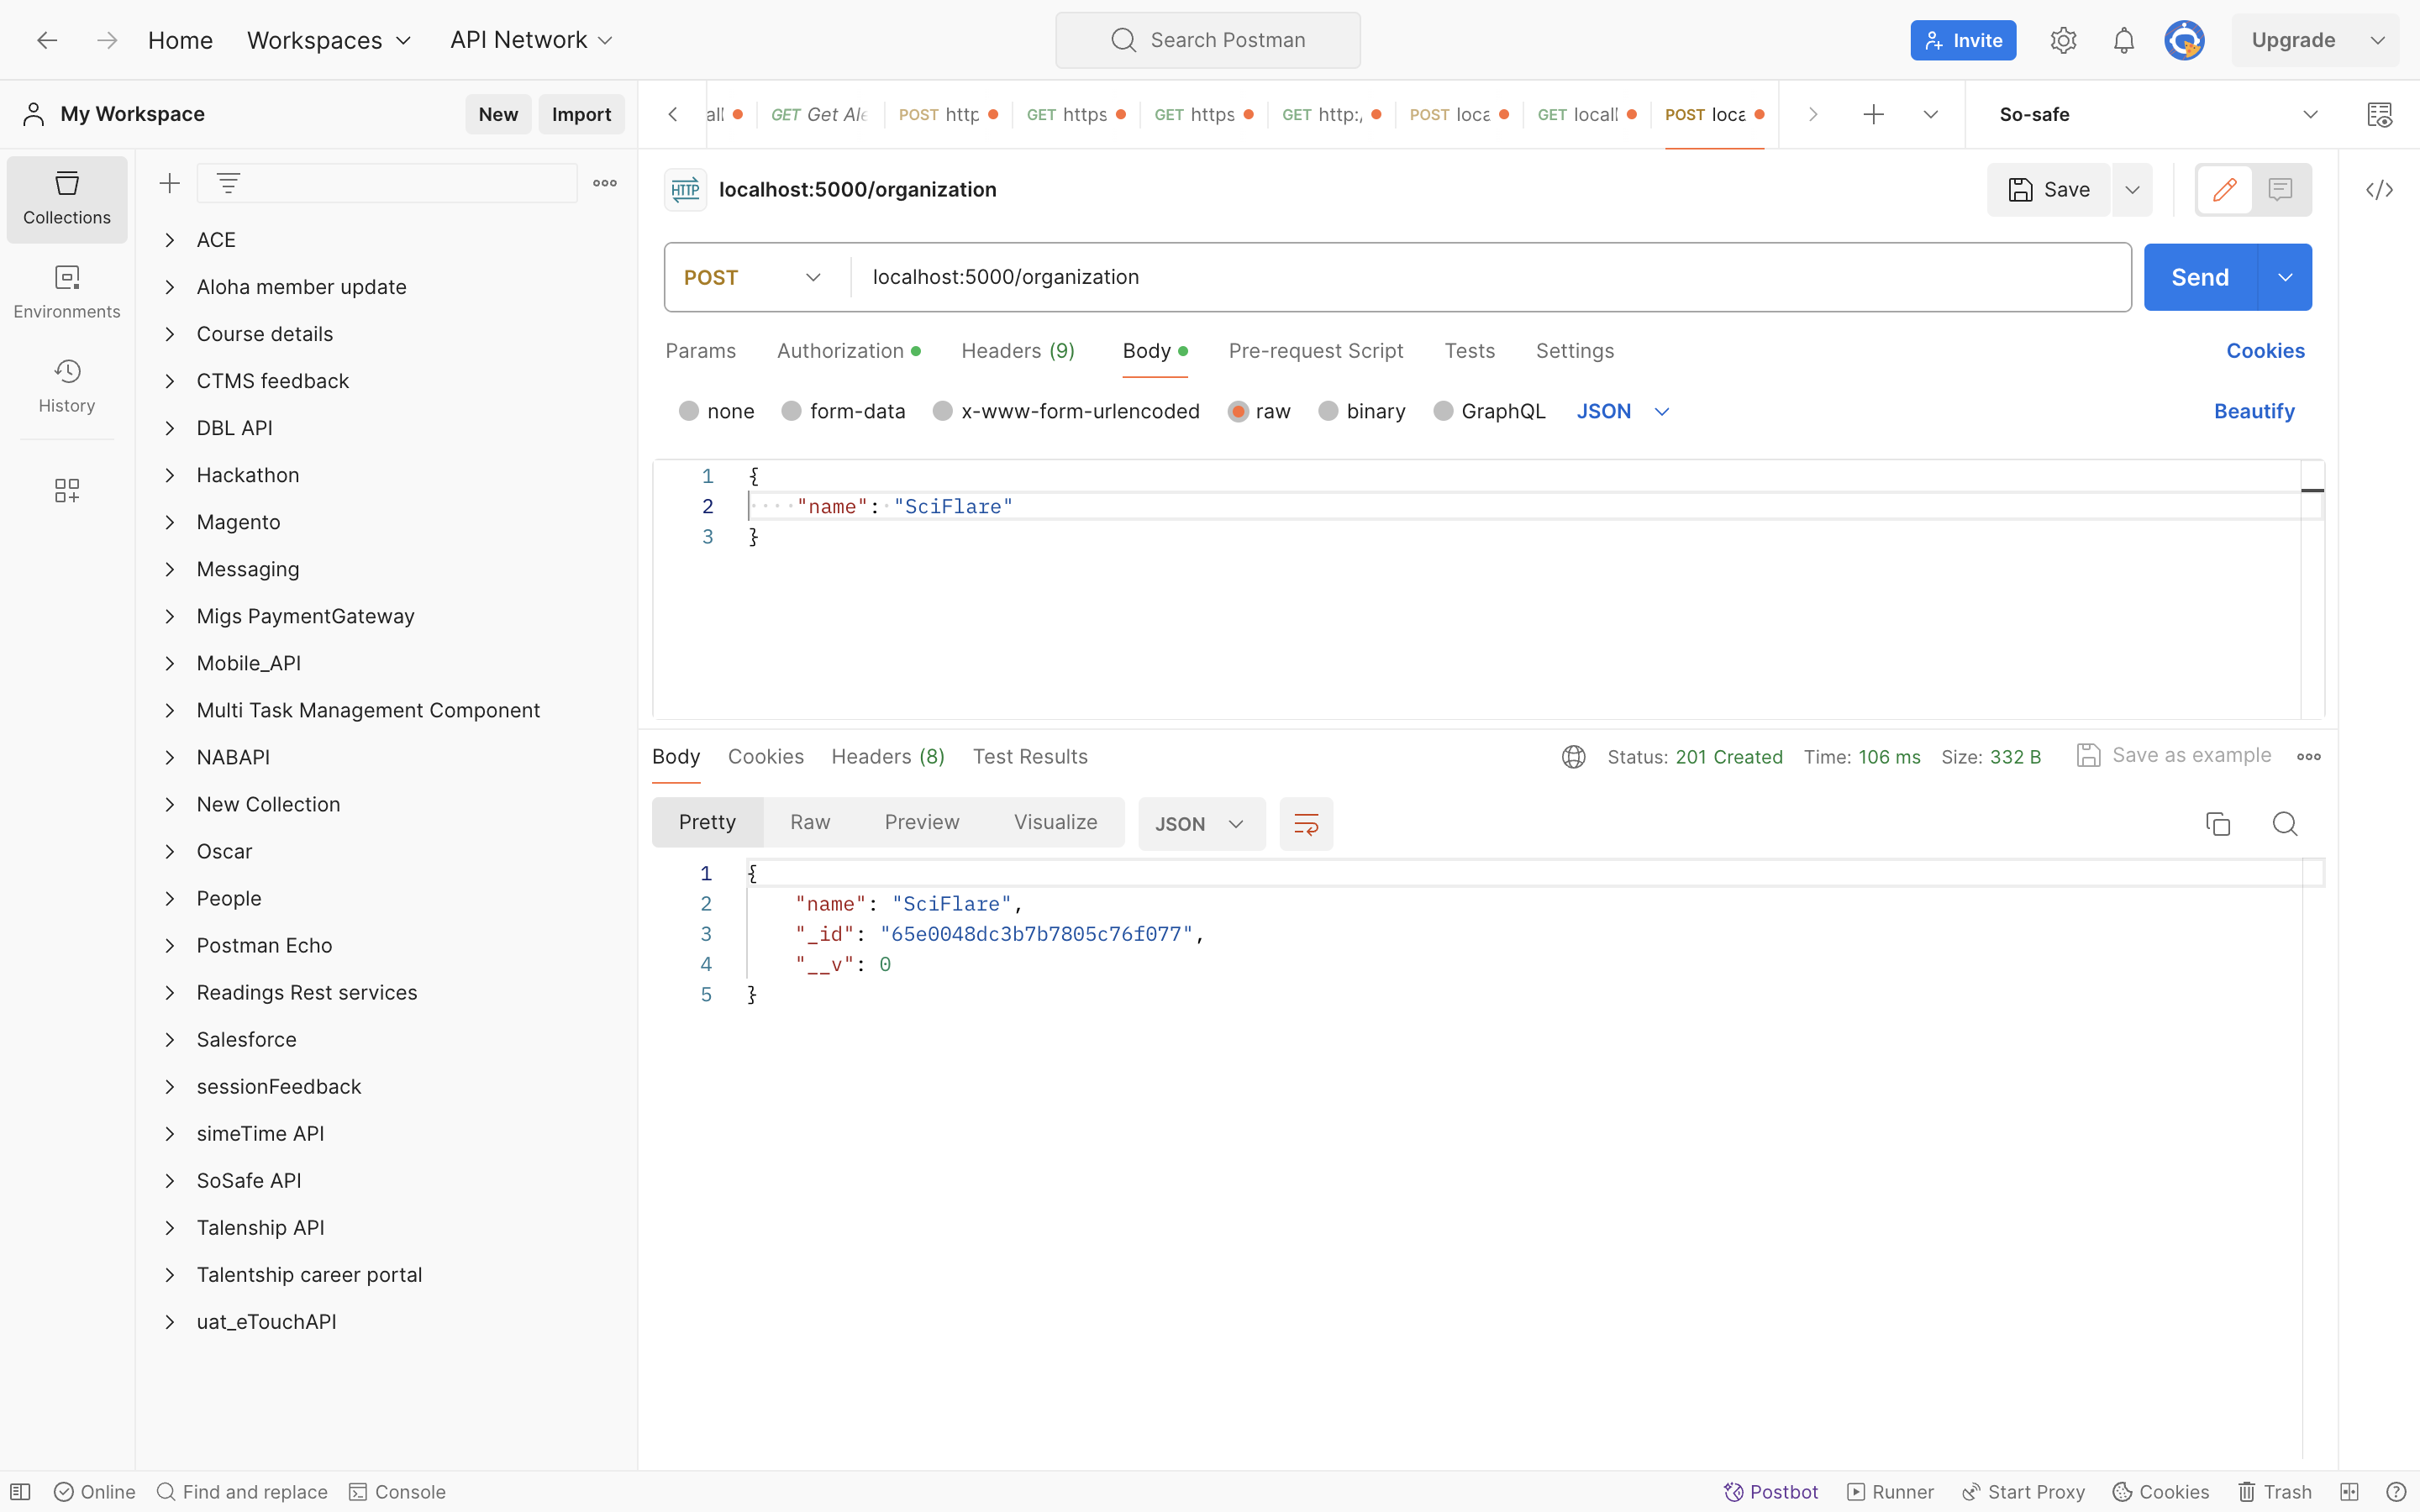 Home Workspaces API Network Search Postman Invite Upgrade
My Workspace New Import
GET Get Ale POST http GET https GET https GET http:/ POST loca GET locall POST loca So-safe
Collections
Environments
History
ACE
Aloha member update
Course details
CTMS feedback
DBL API
Hackathon
Magento
Messaging
Migs PaymentGateway
Mobile_API
Multi Task Management Component
NABAPI
New Collection
Oscar
People
Postman Echo
Readings Rest services
Salesforce
sessionFeedback
simeTime API
SoSafe API
Talenship API
Talentship career portal
uat_eTouchAPI
HTTP localhost:5000/organization Save </>
POST localhost:5000/organization Send
Params Authorization Headers (9) Body Pre-request Script Tests Settings Cookies
none form-data x-www-form-urlencoded raw binary GraphQL JSON Beautify
1 {
2 "name": "SciFlare"
3 }
Body Cookies Headers (8) Test Results Status: 201 Created Time: 106 ms Size: 332 B Save as example
Pretty Raw Preview Visualize JSON
1 {
2 "name": "SciFlare",
3 "_id": "65e0048dc3b7b7805c76f077",
4 "__v": 0
5 }
Online Find and replace Console Postbot Runner Start Proxy Cookies Trash